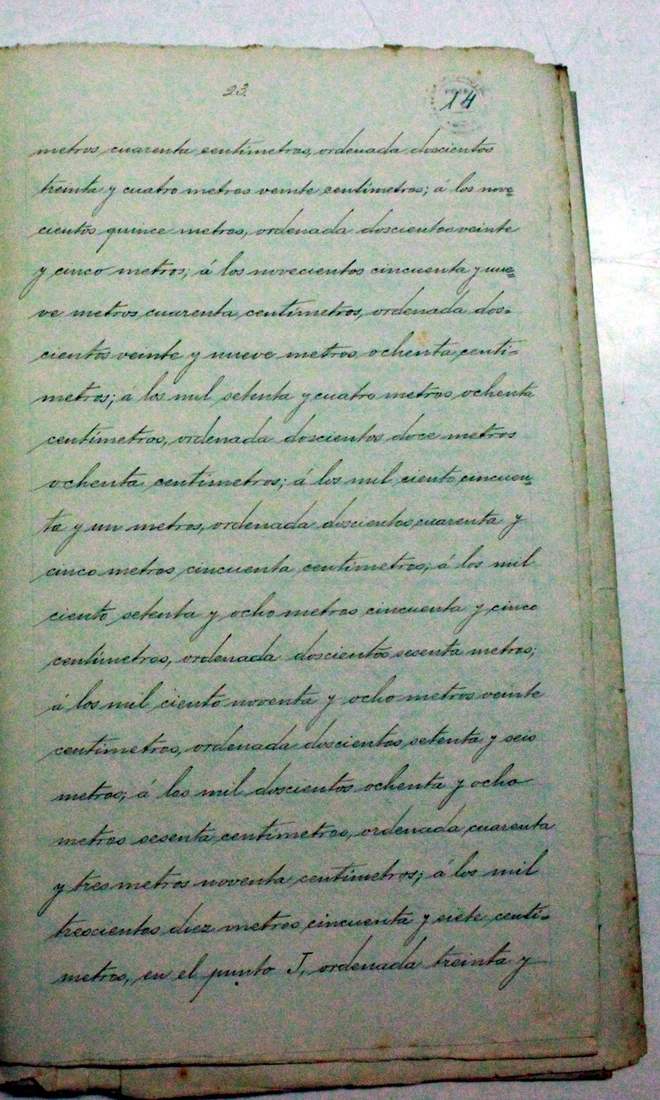 23.
14
metros cuarenta centímetros, ordenada doscientos
treinta y cuatro metros veinte centímetros; á los nove=
cientos quince metros, ordenada doscientos veinte
y cinco metros; á los novecientos cincuenta y nue=
ve metros cuarenta centímetros, ordenada dos=
cientos veinte y nueve metros ochenta centí=
metros; á los mil setenta y cuatro metros ochenta
centímetros, ordenada doscientos doce metros
ochenta centímetros; á los mil ciento cincuen=
ta y un metros, ordenada doscientos cuarenta y
cinco metros cincuenta centímetros; á los mil
ciento setenta y ocho metros cincuenta y cinco
centímetros, ordenada doscientos sesenta metros;
á los mil ciento noventa y ocho metros veinte
centímetros, ordenada doscientos setenta y seis
metros; á los mil doscientos ochenta y ocho
metros sesenta centímetros, ordenada cuarenta
y tres metros noventa centímetros; á los mil
trescientos diez metros cincuenta y siete centí=
metros, en el punto J, ordenada treinta y